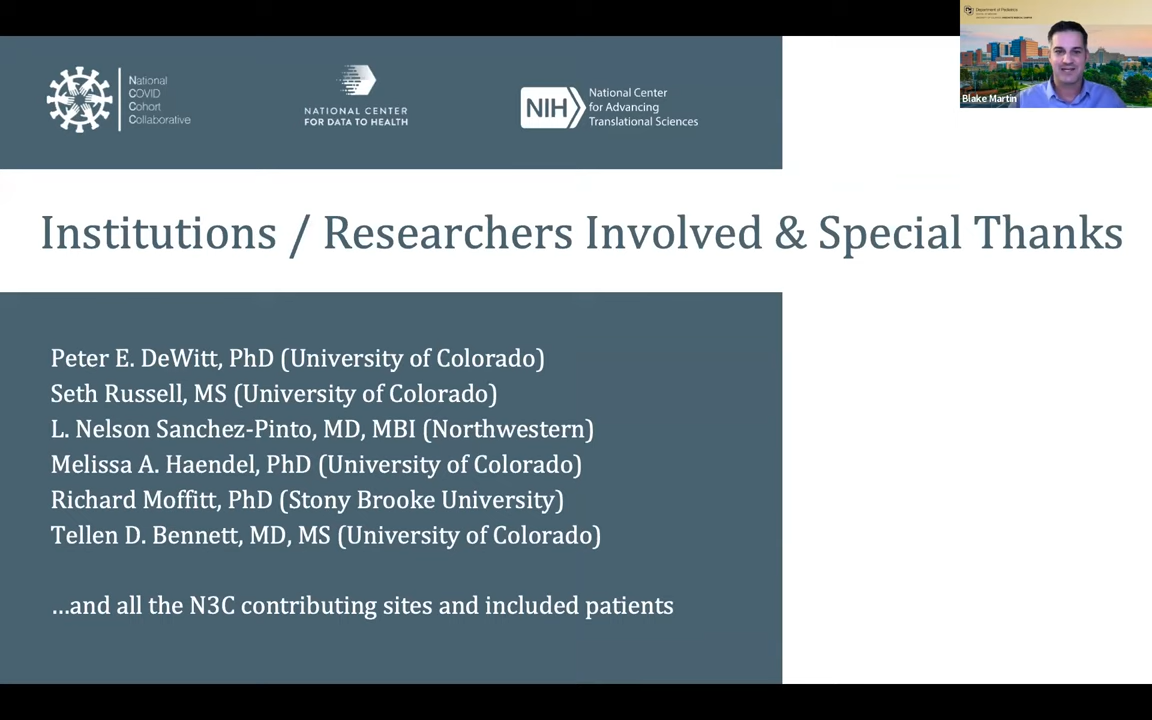 Department of Pediatrics
Blake Martin
National
COVID
Cohort
Collaborative
NATIONAL CENTER
FOR DATA TO HEALTH
NIH
National Center
for Advancing
Translational Sciences
Institutions / Researchers Involved & Special Thanks
Peter E. DeWitt, PhD (University of Colorado)
Seth Russell, MS (University of Colorado)
L. Nelson Sanchez-Pinto, MD, MBI (Northwestern)
Melissa A. Haendel, PhD (University of Colorado)
Richard Moffitt, PhD (Stony Brooke University)
Tellen D. Bennett, MD, MS (University of Colorado)
...and all the N3C contributing sites and included patients